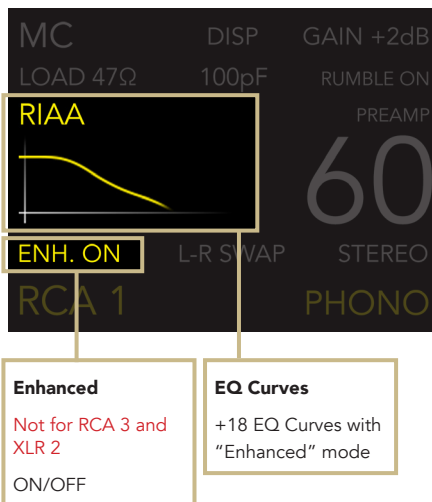 MC DISP GAIN +2dB
LOAD 47Ω 100pF RUMBLE ON
RIAA PREAMP
60
ENH. ON L-R SWAP STEREO
RCA 1 PHONO
Enhanced
Not for RCA 3 and
XLR 2
ON/OFF
EQ Curves
+18 EQ Curves with
“Enhanced” mode